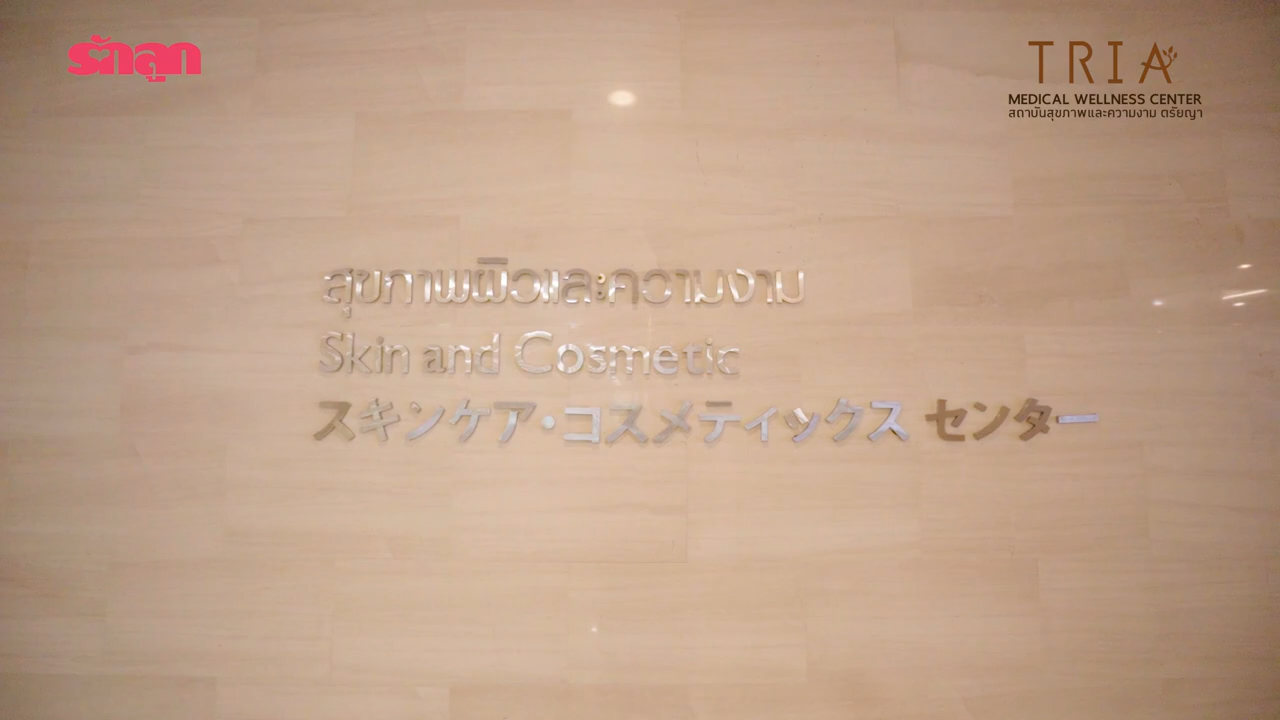 รักลูก
TRIA
MEDICAL WELLNESS CENTER
สถาบันสุขภาพและความงาม ตรัยญา
สุขภาพผิวและความงาม
Skin and Cosmetic
スキンケア・コスメティックス センター